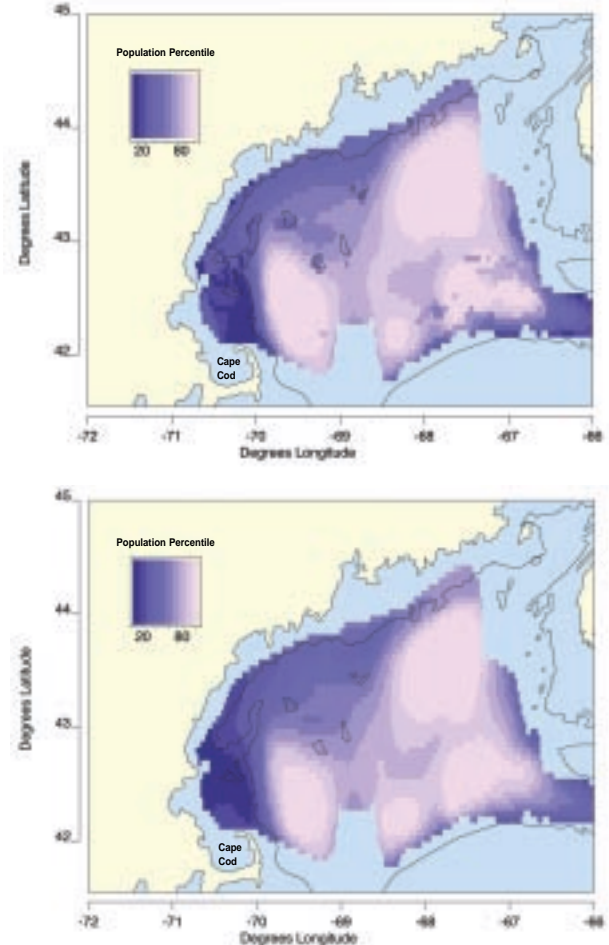 45
Population Percentile
20 80
44
Degrees Latitude
43
42
Cape
Cod
-72 -71 -70 -69 -68 -67 -66
Degrees Longitude
45
Population Percentile
20 80
44
Degrees Latitude
43
42
Cape
Cod
-72 -71 -70 -69 -68 -67 -66
Degrees Longitude